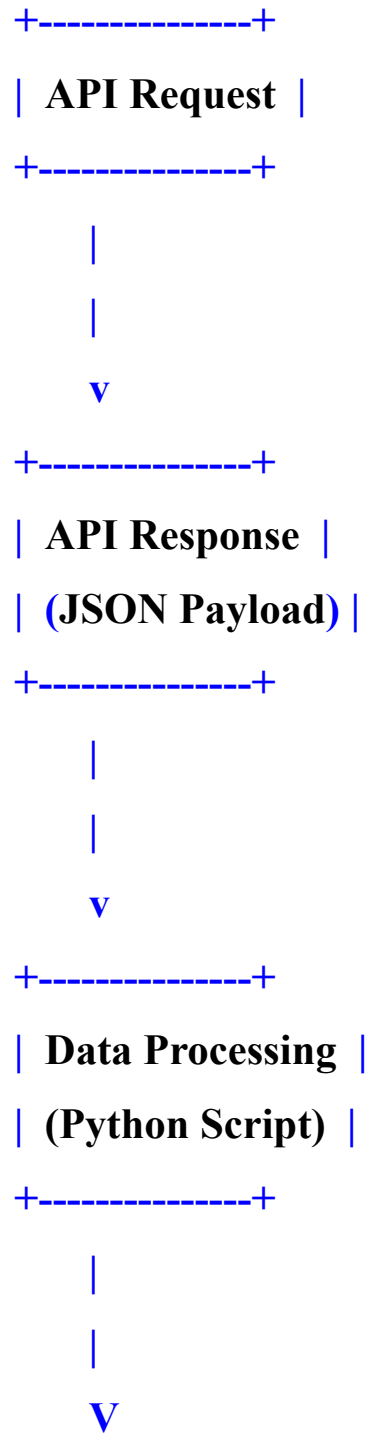 +---------------+
| API Request |
+---------------+
|
|
v
+---------------+
| API Response |
| (JSON Payload) |
+---------------+
|
|
v
+---------------+
| Data Processing |
| (Python Script) |
+---------------+
|
|
V